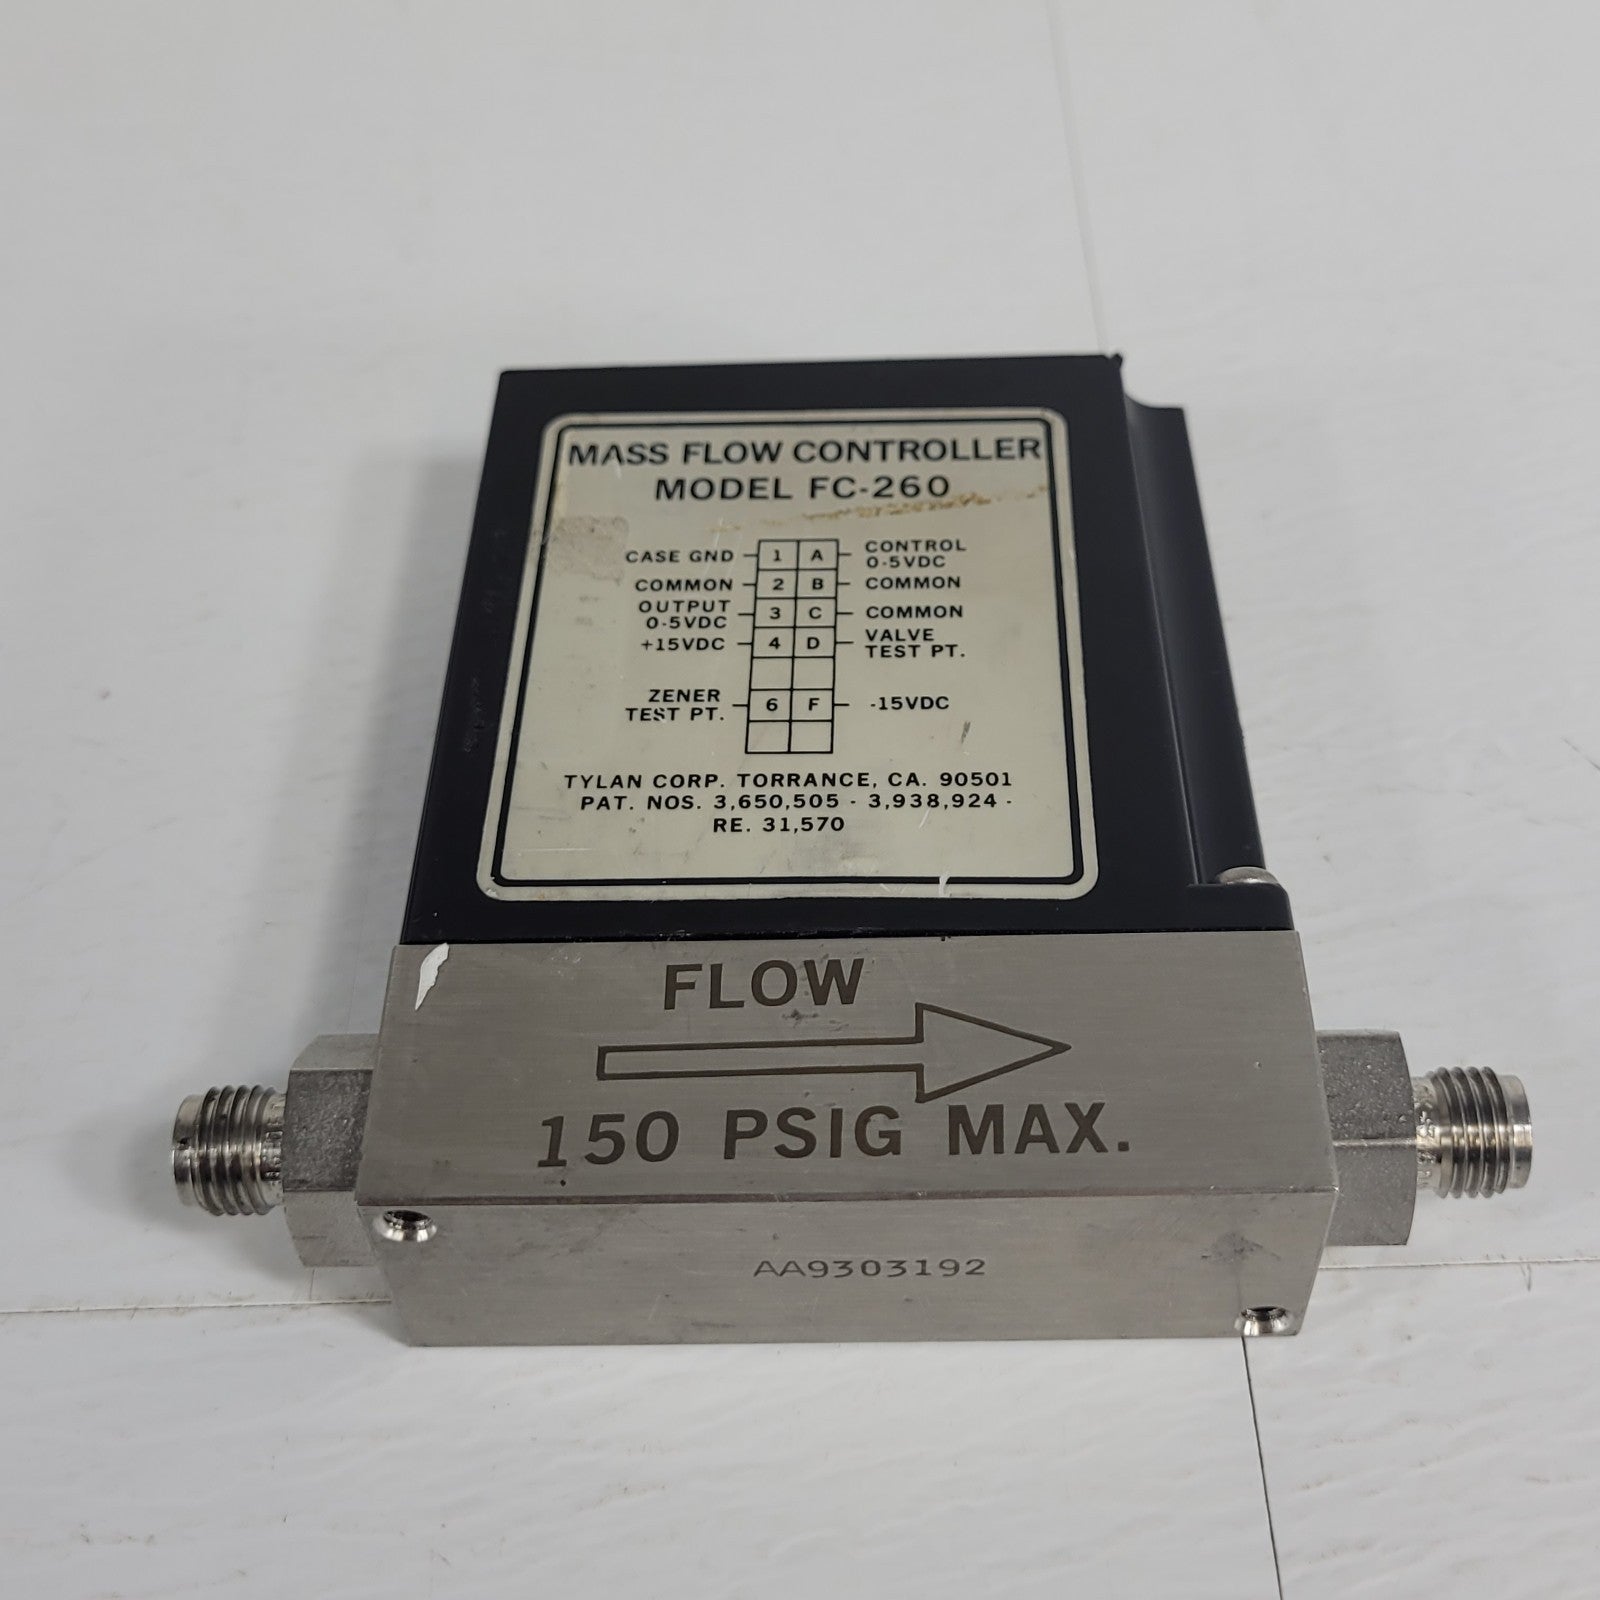 MASS FLOW CONTROLLER
MODEL FC-260
CASE GND 1 A CONTROL 0-5VDC
COMMON 2 B COMMON
OUTPUT 0-5VDC 3 C COMMON
+15VDC 4 D VALVE TEST PT.
ZENER TEST PT. 6 F -15VDC
TYLAN CORP. TORRANCE, CA. 90501
PAT. NOS. 3,650,505 - 3,938,924 -
RE. 31,570
FLOW
150 PSIG MAX.
AA9303192